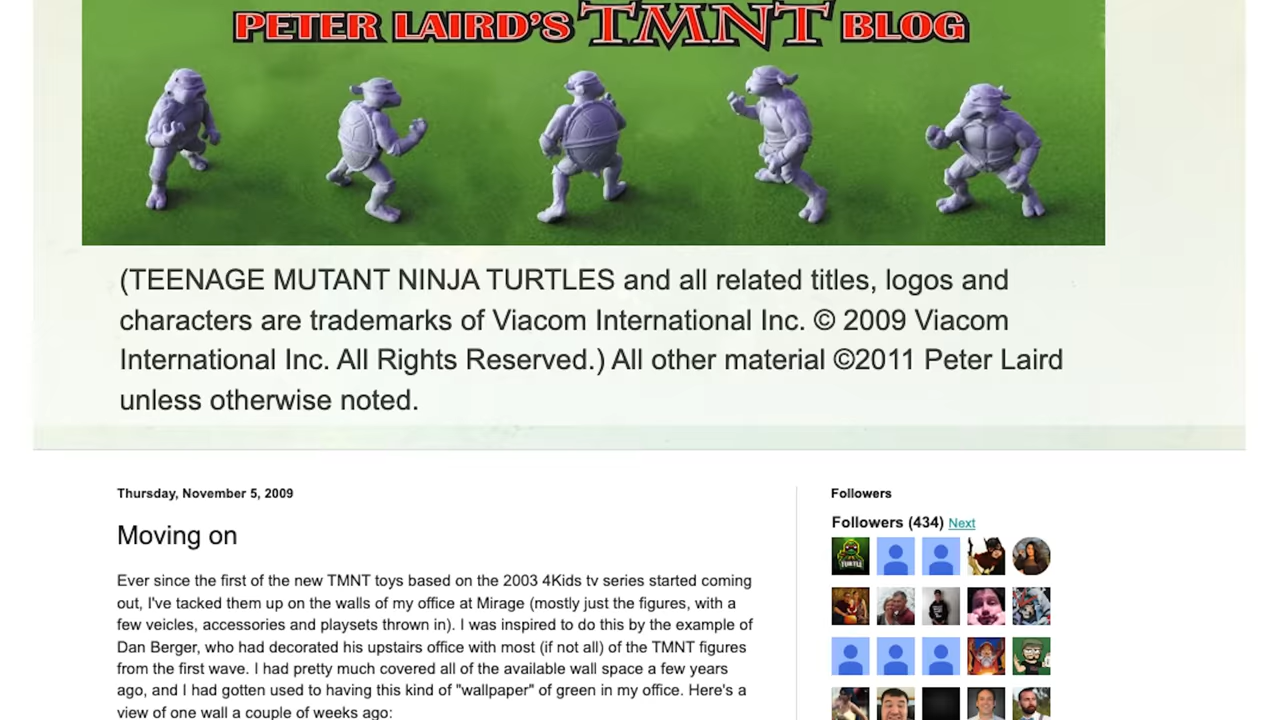 PETER LAIRD'S TMNT BLOG
(TEENAGE MUTANT NINJA TURTLES and all related titles, logos and
characters are trademarks of Viacom International Inc. © 2009 Viacom
International Inc. All Rights Reserved.) All other material ©2011 Peter Laird
unless otherwise noted.
Thursday, November 5, 2009
Moving on
Ever since the first of the new TMNT toys based on the 2003 4Kids tv series started coming
out, I've tacked them up on the walls of my office at Mirage (mostly just the figures, with a
few veicles, accessories and playsets thrown in). I was inspired to do this by the example of
Dan Berger, who had decorated his upstairs office with most (if not all) of the TMNT figures
from the first wave. I had pretty much covered all of the available wall space a few years
ago, and I had gotten used to having this kind of "wallpaper" of green in my office. Here's a
view of one wall a couple of weeks ago:
Followers
Followers (434) Next
TURTLE